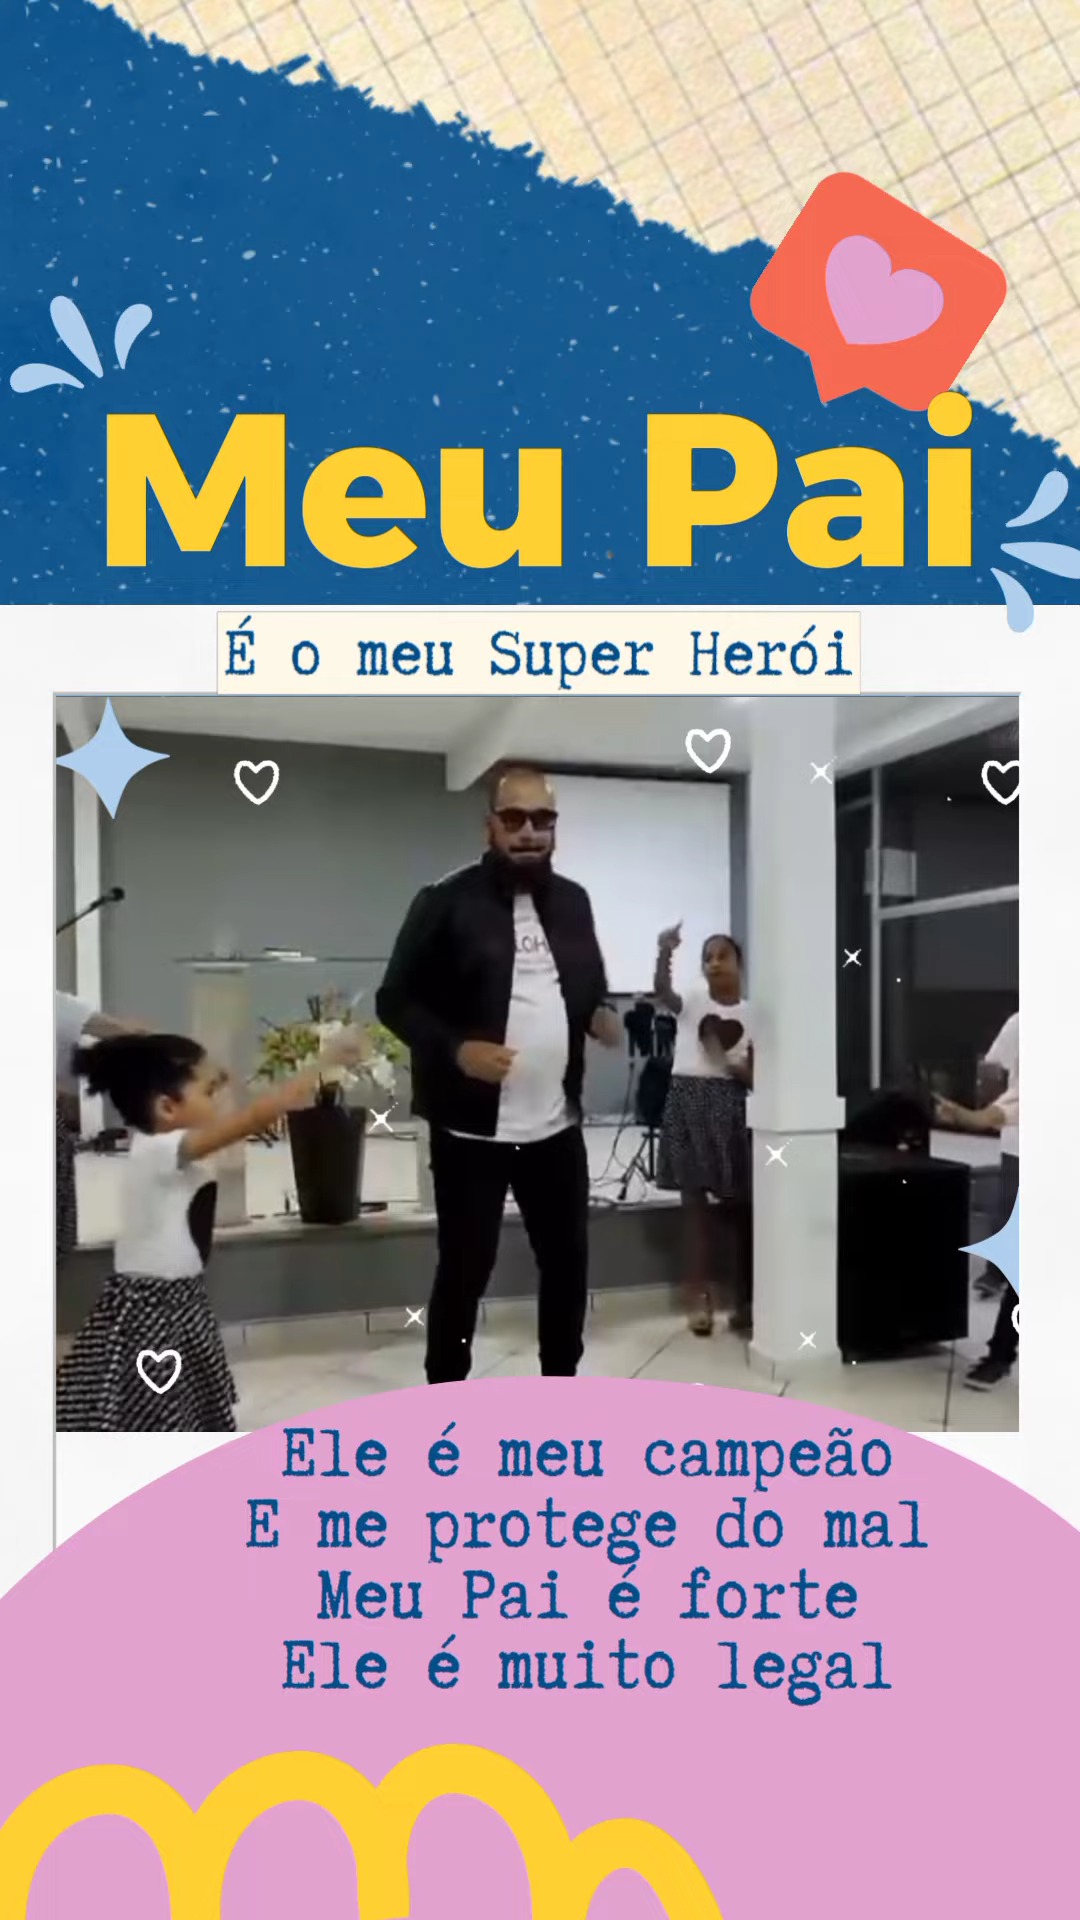 Meu Pai
É o meu Super Herói
Ele é meu campeão
E me protege do mal
Meu Pai é forte
Ele é muito legal